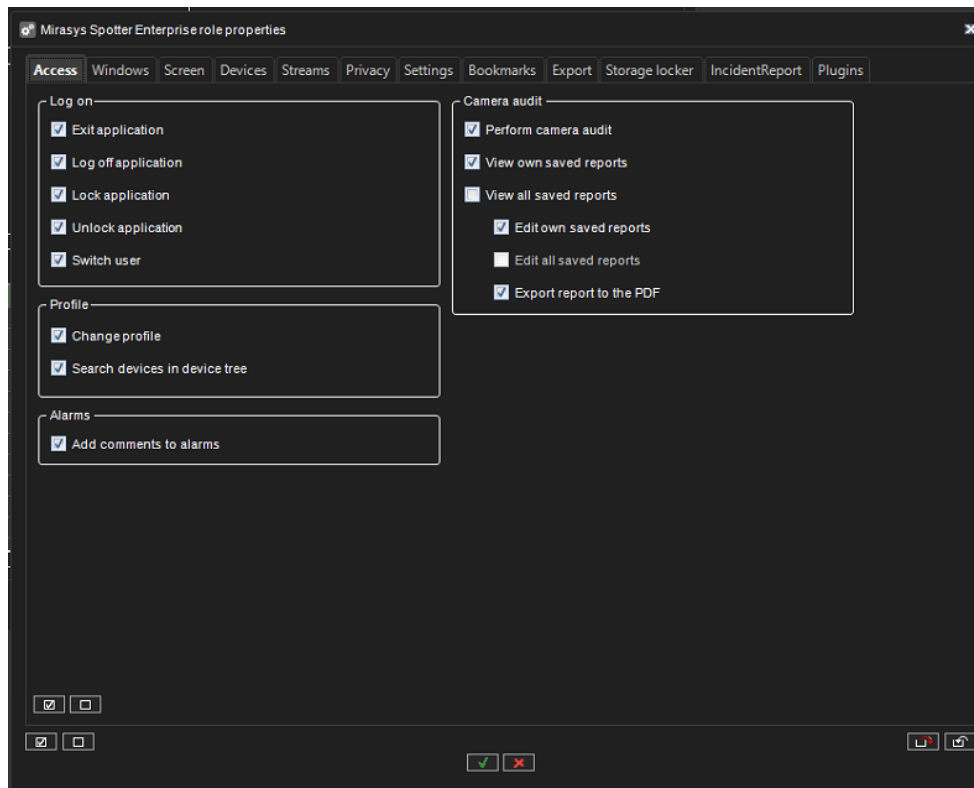 Mirasys Spotter Enterprise role properties
Access Windows Screen Devices Streams Privacy Settings Bookmarks Export Storage locker IncidentReport Plugins
Log on
Exit application
Log off application
Lock application
Unlock application
Switch user
Profile
Change profile
Search devices in device tree
Alarms
Add comments to alarms
Camera audit
Perform camera audit
View own saved reports
View all saved reports
Edit own saved reports
Edit all saved reports
Export report to the PDF